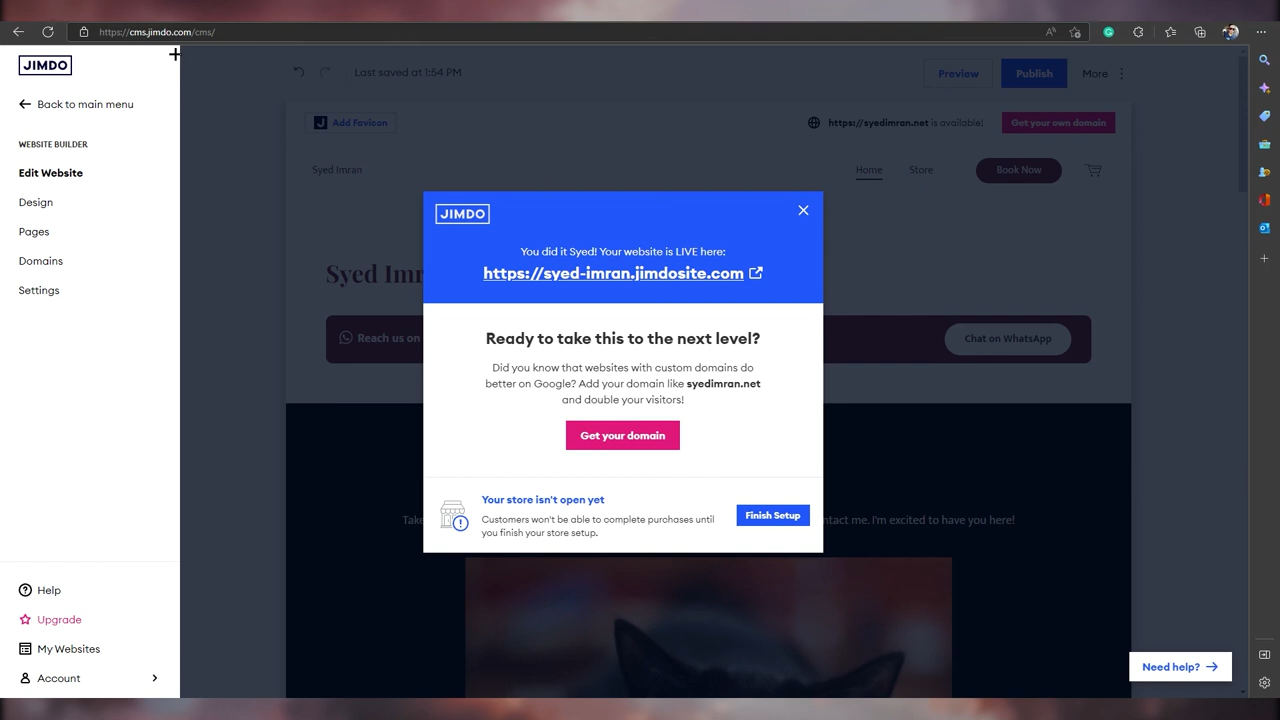 https://cms.jimdo.com/cms/
JIMDO
Back to main menu
WEBSITE BUILDER
Edit Website
Design
Pages
Domains
Settings
Help
Upgrade
My Websites
Account
Last saved at 1:54 PM
Preview
Publish
More
Add Favicon
https://syedimran.net is available!
Get your own domain
Syed Imran
Home
Store
Book Now
Syed Imr
Reach us on
Chat on WhatsApp
JIMDO
You did it Syed! Your website is LIVE here:
https://syed-imran.jimdosite.com
Ready to take this to the next level?
Did you know that websites with custom domains do
better on Google? Add your domain like syedimran.net
and double your visitors!
Get your domain
Your store isn't open yet
Customers won't be able to complete purchases until
you finish your store setup.
Finish Setup
Take
ntact me. I'm excited to have you here!
Need help?